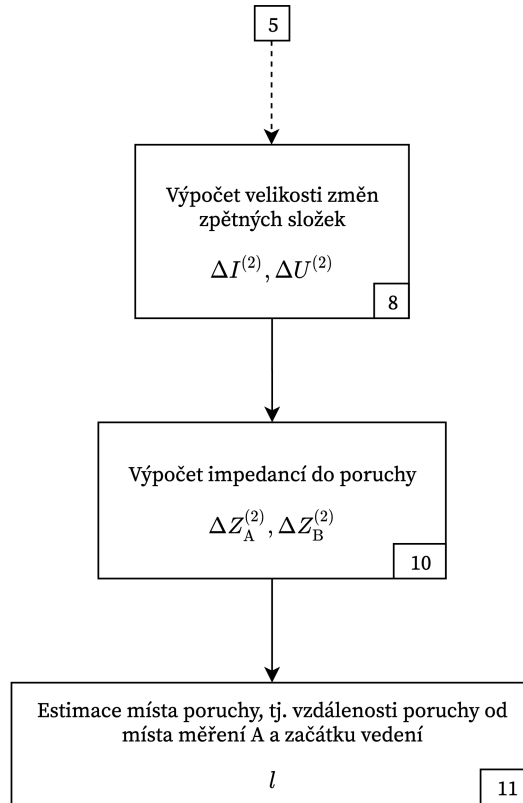 5
Výpočet velikosti změn
zpětných složek
ΔI⁽²⁾, ΔU⁽²⁾
8
Výpočet impedancí do poruchy
ΔZ_A⁽²⁾, ΔZ_B⁽²⁾
10
Estimace místa poruchy, tj. vzdálenosti poruchy od
místa měření A a začátku vedení
l
11